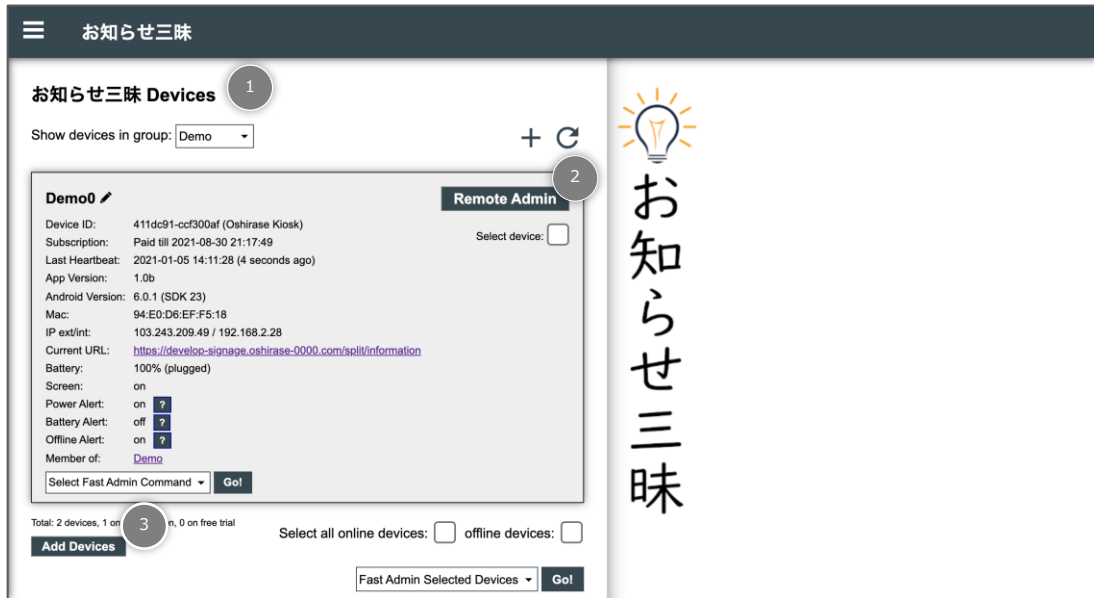 お知らせ三昧
お知らせ三昧 Devices
1
Show devices in group: Demo
2
Demo0
Remote Admin
Device ID: 411dc91-ccf300af (Oshirase Kiosk)
Select device:
Subscription: Paid till 2021-08-30 21:17:49
Last Heartbeat: 2021-01-05 14:11:28 (4 seconds ago)
App Version: 1.0b
Android Version: 6.0.1 (SDK 23)
Mac: 94:E0:D6:EF:F5:18
IP ext/int: 103.243.209.49 / 192.168.2.28
Current URL: https://develop-signage.oshirase-0000.com/split/information
Battery: 100% (plugged)
Screen: on
Power Alert: on ?
Battery Alert: off ?
Offline Alert: on ?
Member of: Demo
Select Fast Admin Command Go!
Total: 2 devices, 1 on n, 0 on free trial
3
Select all online devices: offline devices:
Add Devices
Fast Admin Selected Devices Go!
お知らせ三昧